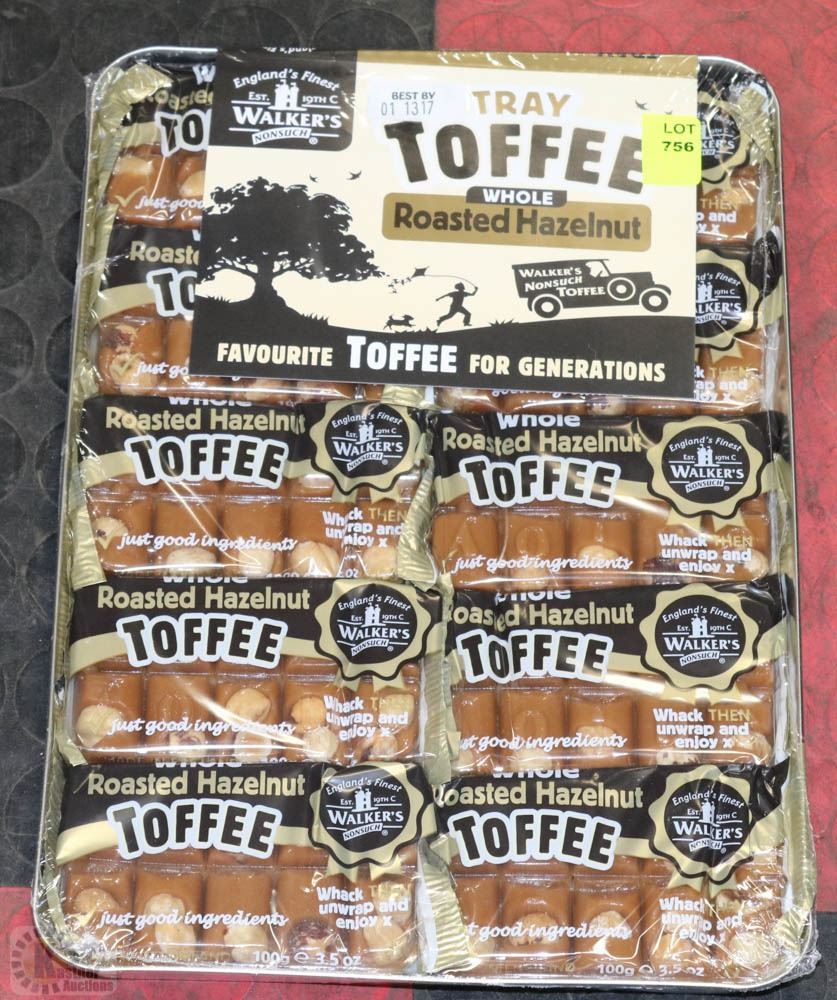 England's Finest
EST. 19TH C
WALKER'S
NONSUCH
BEST BY
01 13 17
TRAY
TOFFEE
WHOLE
Roasted Hazelnut
LOT
756
WALKER'S
NONSUCH
TOFFEE
FAVOURITE TOFFEE FOR GENERATIONS
just good
just go
Whole
Roasted Hazelnut
TOFFEE
England's Finest
EST. 19TH C
WALKER'S
NONSUCH
just good ingredients
Whack THEN
unwrap and
enjoy x
Whole
Roasted Hazelnut
TOFFEE
England's Finest
EST. 19TH C
WALKER'S
NONSUCH
just good ingredients
Whack THEN
unwrap and
enjoy x
Whole
Roasted Hazelnut
TOFFEE
England's Finest
EST. 19TH C
WALKER'S
NONSUCH
just good ingredients
Whack THEN
unwrap and
enjoy x
Whole
Roasted Hazelnut
TOFFEE
England's Finest
EST. 19TH C
WALKER'S
NONSUCH
st good ingredients
Whack THEN
unwrap and
enjoy x
Whole
Roasted Hazelnut
TOFFEE
England's Finest
EST. 19TH C
WALKER'S
NONSUCH
just good ingredients
Whack THEN
unwrap and
enjoy x
100g e 3.5 oz
Whole
Roasted Hazelnut
TOFFEE
England's Finest
EST. 19TH C
WALKER'S
NONSUCH
t good ingredients
Whack THEN
unwrap and
enjoy x
100g e 3.5 oz
Kastner
Auctions